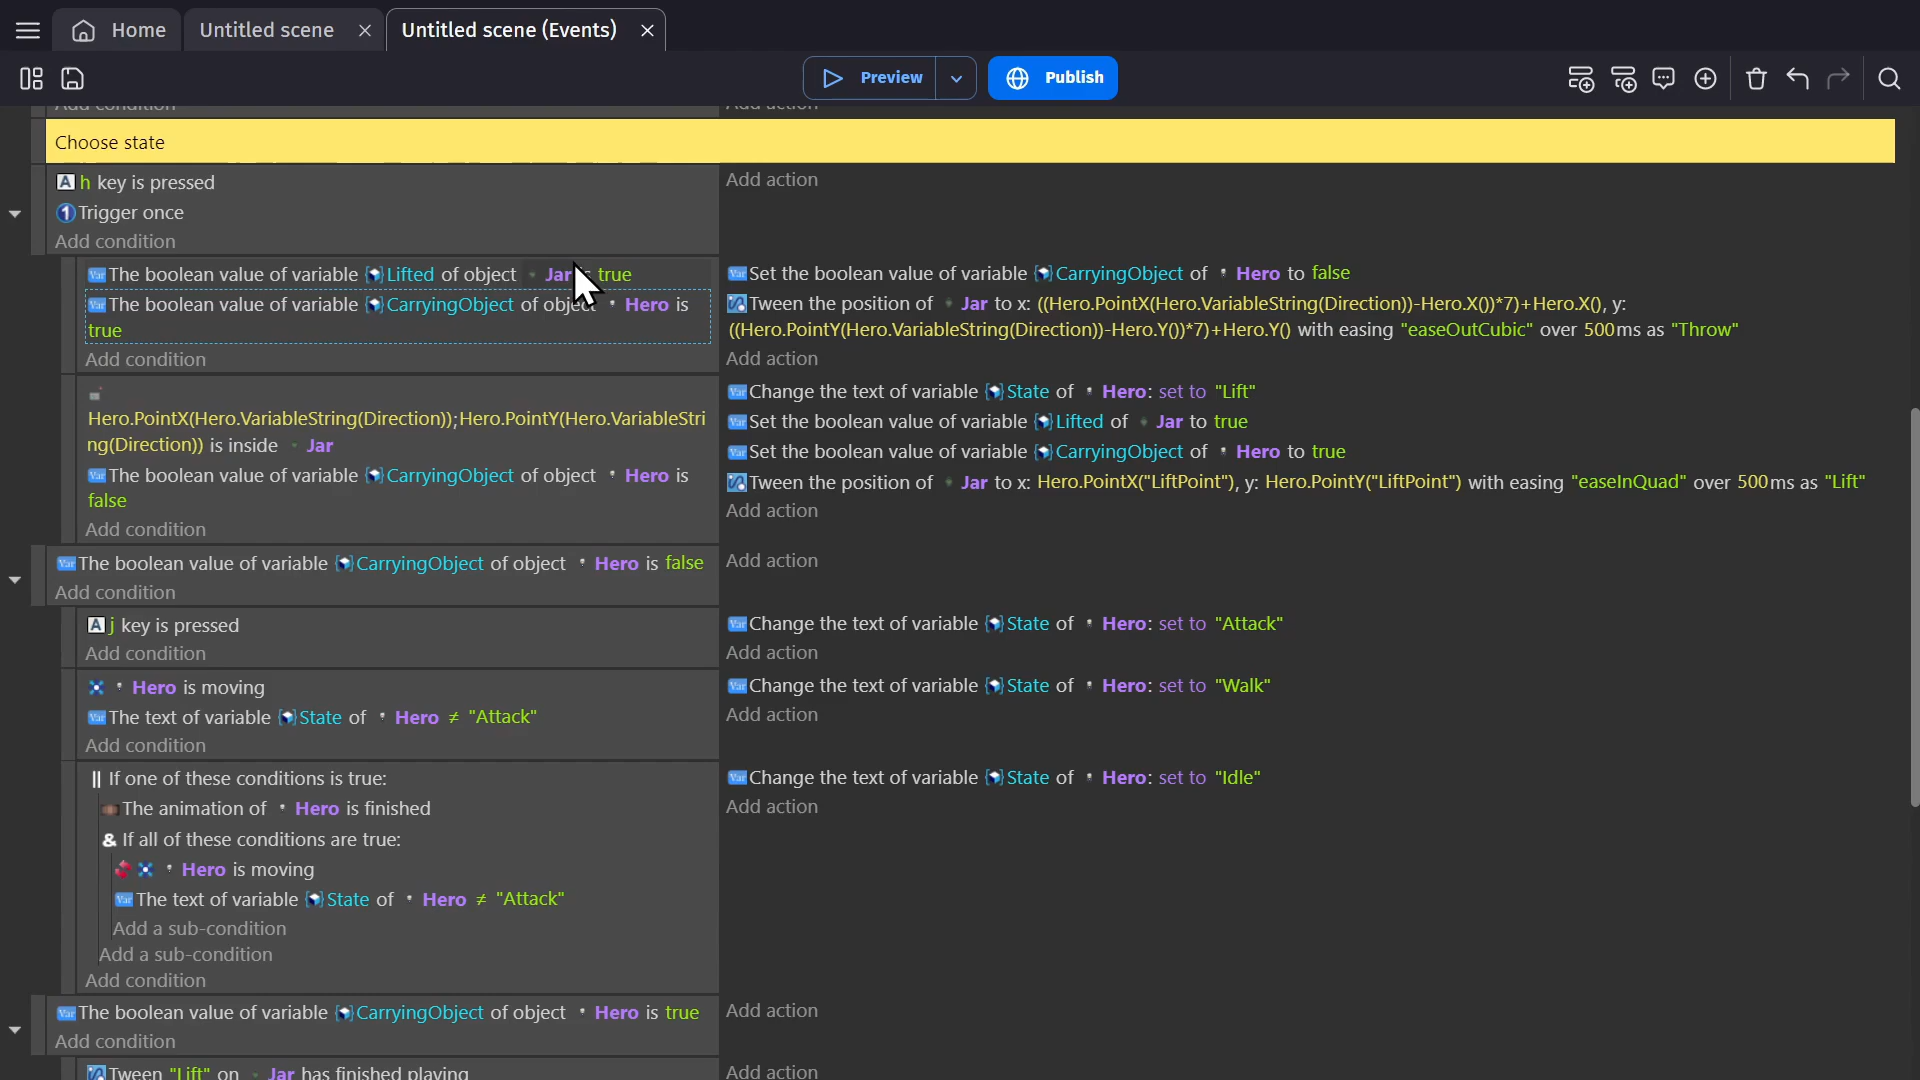 Home
Untitled scene
Untitled scene (Events)
Preview
Publish
Add condition
Add action
Choose state
h key is pressed
Add action
Trigger once
Add condition
The boolean value of variable Lifted of object Jar is true
Set the boolean value of variable CarryingObject of Hero to false
The boolean value of variable CarryingObject of object Hero is
true
Tween the position of Jar to x: ((Hero.PointX(Hero.VariableString(Direction))-Hero.X())*7)+Hero.X(), y:
((Hero.PointY(Hero.VariableString(Direction))-Hero.Y())*7)+Hero.Y() with easing "easeOutCubic" over 500ms as "Throw"
Add condition
Add action
Hero.PointX(Hero.VariableString(Direction));Hero.PointY(Hero.VariableStri
ng(Direction)) is inside Jar
The boolean value of variable CarryingObject of object Hero is
false
Add condition
Change the text of variable State of Hero: set to "Lift"
Set the boolean value of variable Lifted of Jar to true
Set the boolean value of variable CarryingObject of Hero to true
Tween the position of Jar to x: Hero.PointX("LiftPoint"), y: Hero.PointY("LiftPoint") with easing "easeInQuad" over 500ms as "Lift"
Add action
The boolean value of variable CarryingObject of object Hero is false
Add action
Add condition
j key is pressed
Change the text of variable State of Hero: set to "Attack"
Add condition
Add action
Hero is moving
Change the text of variable State of Hero: set to "Walk"
The text of variable State of Hero ≠ "Attack"
Add action
Add condition
If one of these conditions is true:
Change the text of variable State of Hero: set to "Idle"
The animation of Hero is finished
Add action
& If all of these conditions are true:
Hero is moving
The text of variable State of Hero ≠ "Attack"
Add a sub-condition
Add a sub-condition
Add condition
The boolean value of variable CarryingObject of object Hero is true
Add action
Add condition
Tween "Lift" on Jar has finished playing
Add action